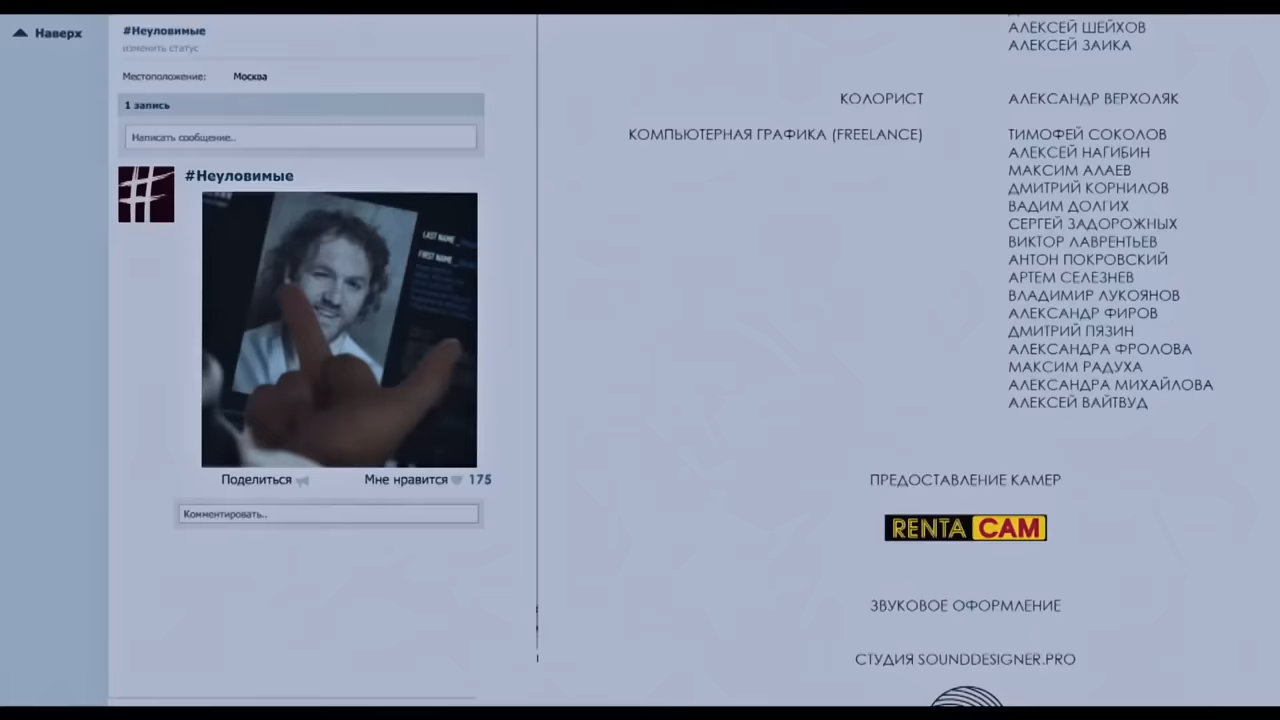 Наверх
#Неуловимые
изменить статус
Местоположение: Москва
1 запись
Написать сообщение..
#Неуловимые
LAST NAME
FIRST NAME
Поделиться
Мне нравится 175
Комментировать..
АЛЕКСЕЙ ШЕЙХОВ
АЛЕКСЕЙ ЗАИКА
КОЛОРИСТ АЛЕКСАНДР ВЕРХОЛЯК
КОМПЬЮТЕРНАЯ ГРАФИКА (FREELANCE) ТИМОФЕЙ СОКОЛОВ
АЛЕКСЕЙ НАГИБИН
МАКСИМ АЛАЕВ
ДМИТРИЙ КОРНИЛОВ
ВАДИМ ДОЛГИХ
СЕРГЕЙ ЗАДОРОЖНЫХ
ВИКТОР ЛАВРЕНТЬЕВ
АНТОН ПОКРОВСКИЙ
АРТЕМ СЕЛЕЗНЕВ
ВЛАДИМИР ЛУКОЯНОВ
АЛЕКСАНДР ФИРОВ
ДМИТРИЙ ПЯЗИН
АЛЕКСАНДРА ФРОЛОВА
МАКСИМ РАДУХА
АЛЕКСАНДРА МИХАЙЛОВА
АЛЕКСЕЙ ВАЙТВУД
ПРЕДОСТАВЛЕНИЕ КАМЕР
RENTACAM
ЗВУКОВОЕ ОФОРМЛЕНИЕ
СТУДИЯ SOUNDDESIGNER.PRO